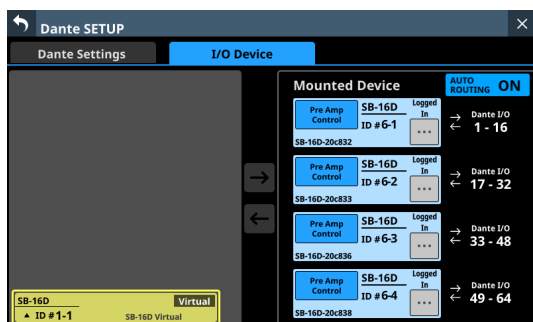 Dante SETUP
Dante Settings
I/O Device
Mounted Device
AUTO ROUTING ON
Pre Amp Control
SB-16D
ID # 6-1
Logged In
...
SB-16D-20c832
Dante I/O
1 - 16
Pre Amp Control
SB-16D
ID # 6-2
Logged In
...
SB-16D-20c833
Dante I/O
17 - 32
Pre Amp Control
SB-16D
ID # 6-3
Logged In
...
SB-16D-20c836
Dante I/O
33 - 48
Pre Amp Control
SB-16D
ID # 6-4
Logged In
...
SB-16D-20c838
Dante I/O
49 - 64
SB-16D
Virtual
ID # 1-1
SB-16D Virtual